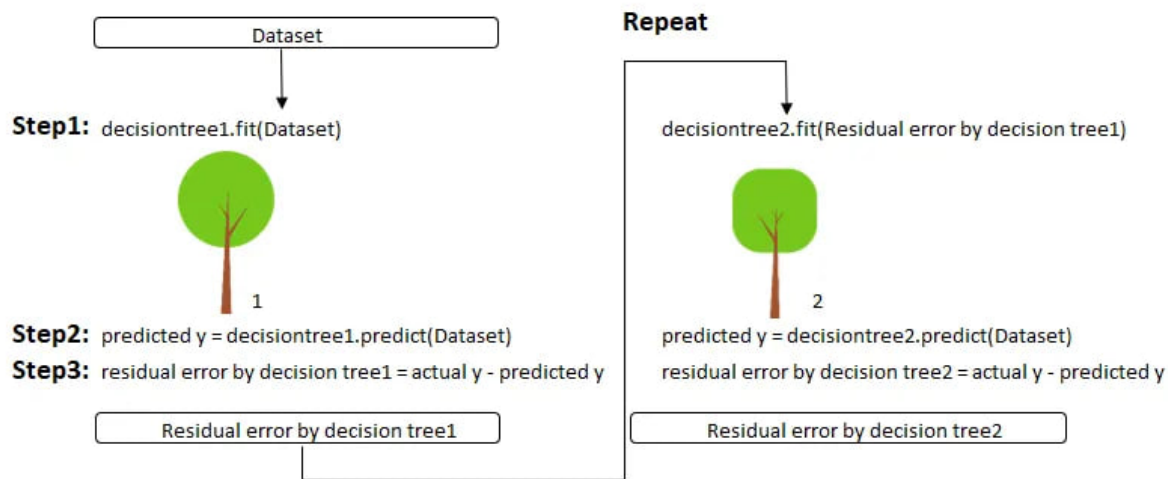 Dataset
Step1: decisiontree1.fit(Dataset)
1
Step2: predicted y = decisiontree1.predict(Dataset)
Step3: residual error by decision tree1 = actual y - predicted y
Residual error by decision tree1
Repeat
decisiontree2.fit(Residual error by decision tree1)
2
predicted y = decisiontree2.predict(Dataset)
residual error by decision tree2 = actual y - predicted y
Residual error by decision tree2